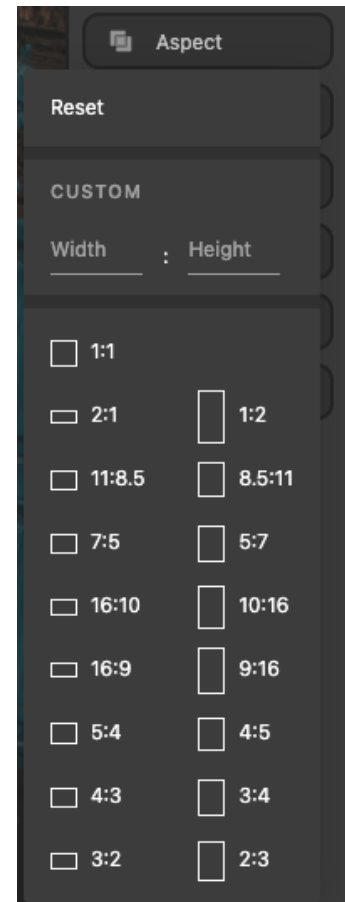 Aspect
Reset
CUSTOM
Width : Height
1:1
2:1 1:2
11:8.5 8.5:11
7:5 5:7
16:10 10:16
16:9 9:16
5:4 4:5
4:3 3:4
3:2 2:3